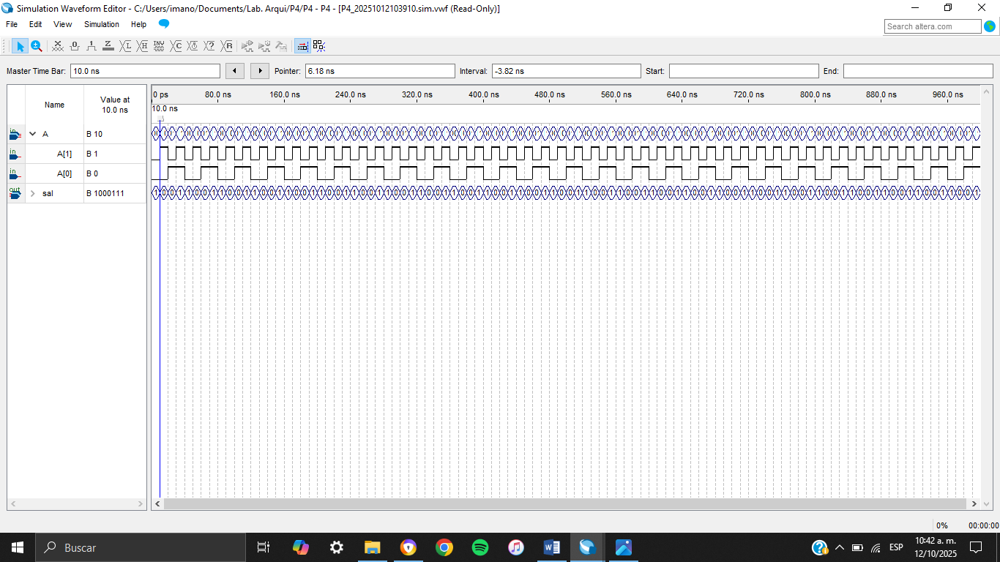 Simulation Waveform Editor - C:/Users/imano/Documents/Lab. Arqui/P4/P4 - P4 - [P4_20251012103910.sim.vwf (Read-Only)]
File Edit View Simulation Help
Search altera.com
Master Time Bar: 10.0 ns Pointer: 6.18 ns Interval: -3.82 ns Start: End:
Name Value at 10.0 ns
0 ps 80.0 ns 160.0 ns 240.0 ns 320.0 ns 400.0 ns 480.0 ns 560.0 ns 640.0 ns 720.0 ns 800.0 ns 880.0 ns 960.0 ns
10.0 ns
in A B 10
in A[1] B 1
in A[0] B 0
out sal B 1000111
0% 00:00:00
Buscar
ESP
10:42 a. m.
12/10/2025